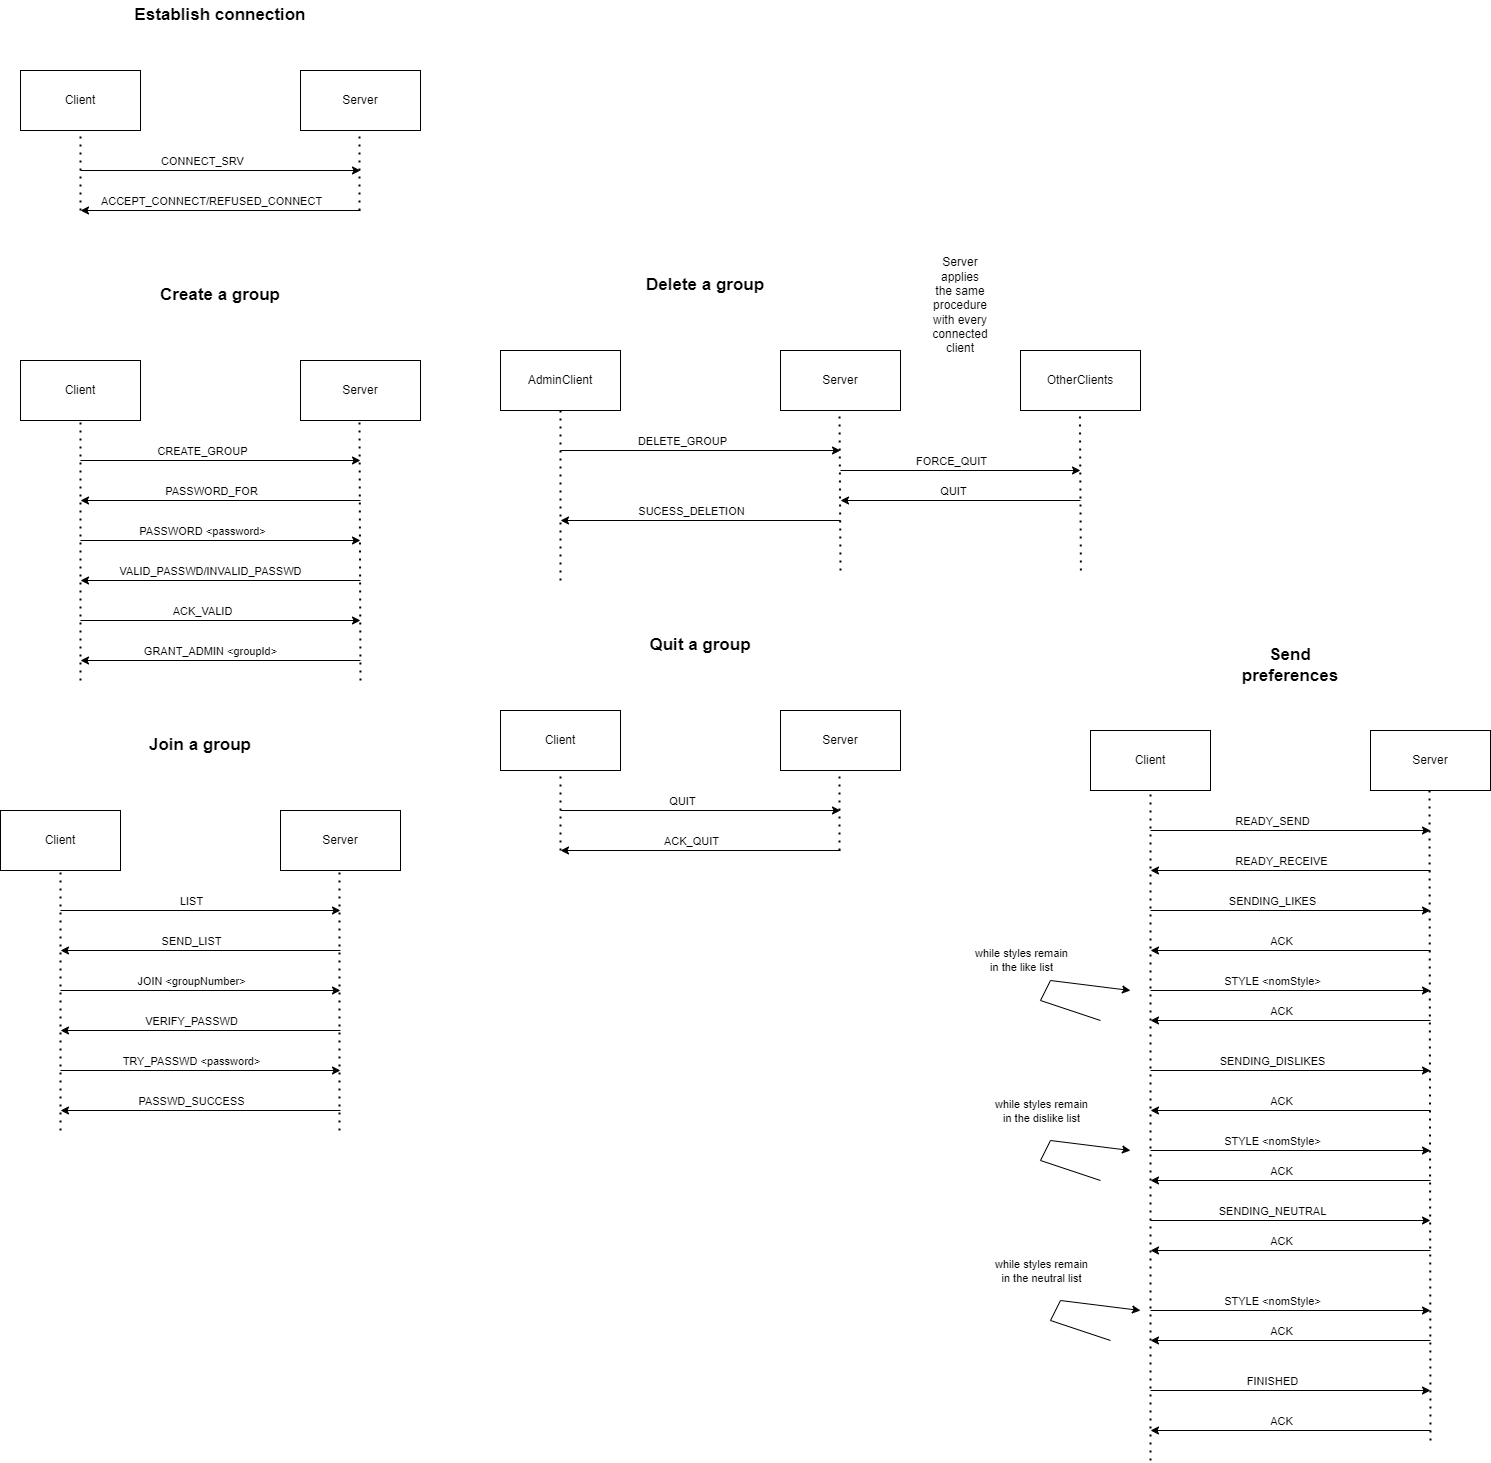 Establish connection
Client
Server
CONNECT_SRV
ACCEPT_CONNECT/REFUSED_CONNECT
Create a group
Client
Server
CREATE_GROUP
PASSWORD_FOR
PASSWORD <password>
VALID_PASSWD/INVALID_PASSWD
ACK_VALID
GRANT_ADMIN <groupId>
Join a group
Client
Server
LIST
SEND_LIST
JOIN <groupNumber>
VERIFY_PASSWD
TRY_PASSWD <password>
PASSWD_SUCCESS
Delete a group
Server
applies
the same
procedure
with every
connected
client
AdminClient
Server
OtherClients
DELETE_GROUP
FORCE_QUIT
QUIT
SUCESS_DELETION
Quit a group
Client
Server
QUIT
ACK_QUIT
Send
preferences
Client
Server
READY_SEND
READY_RECEIVE
SENDING_LIKES
ACK
while styles remain
in the like list
STYLE <nomStyle>
ACK
SENDING_DISLIKES
ACK
while styles remain
in the dislike list
STYLE <nomStyle>
ACK
SENDING_NEUTRAL
ACK
while styles remain
in the neutral list
STYLE <nomStyle>
ACK
FINISHED
ACK